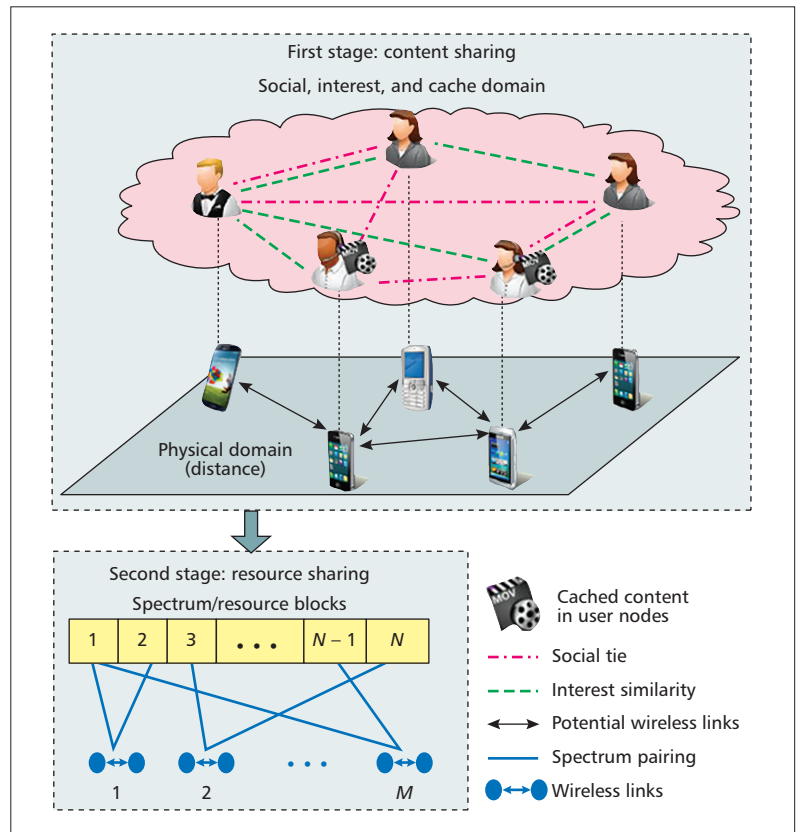 First stage: content sharing
Social, interest, and cache domain
Physical domain
(distance)
Second stage: resource sharing
Spectrum/resource blocks
1 2 3 • • • N – 1 N
1 2 • • • M
MOV
Cached content
in user nodes
Social tie
Interest similarity
Potential wireless links
Spectrum pairing
Wireless links